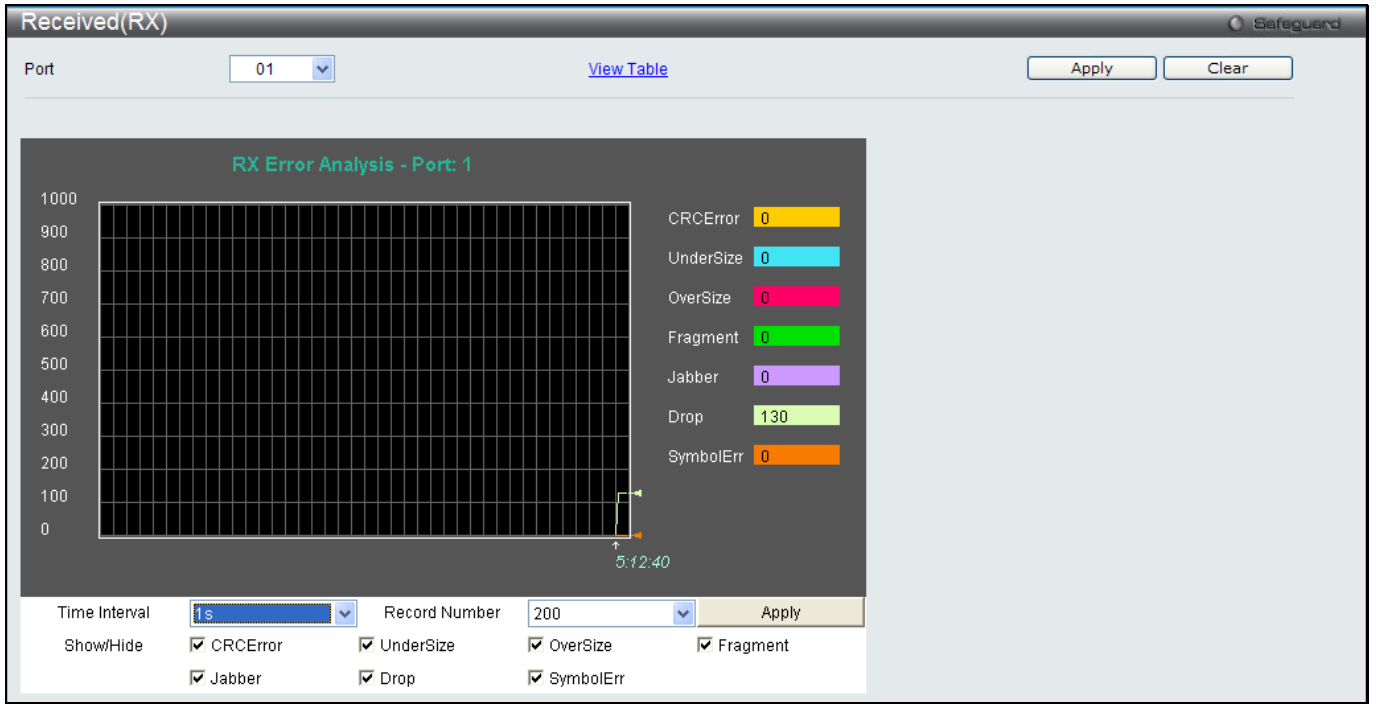 Received(RX)
Safeguard
Port 01 View Table Apply Clear
RX Error Analysis - Port: 1
1000
900
800
700
600
500
400
300
200
100
0
CRCError 0
UnderSize 0
OverSize 0
Fragment 0
Jabber 0
Drop 130
SymbolErr 0
5:12:40
Time Interval 1s Record Number 200 Apply
Show/Hide CRCError UnderSize OverSize Fragment
Jabber Drop SymbolErr